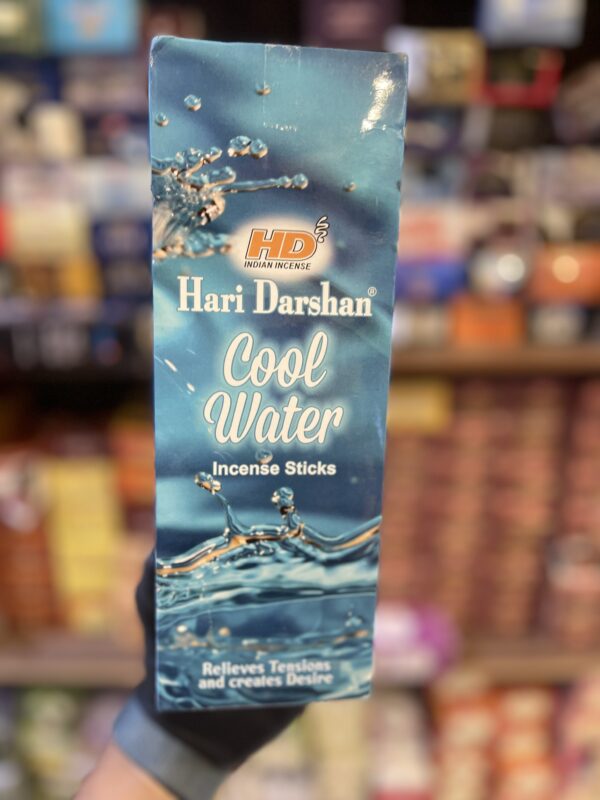 HD
INDIAN INCENSE
Hari Darshan®
Cool
Water
Incense Sticks
Relieves Tensions
and creates Desire